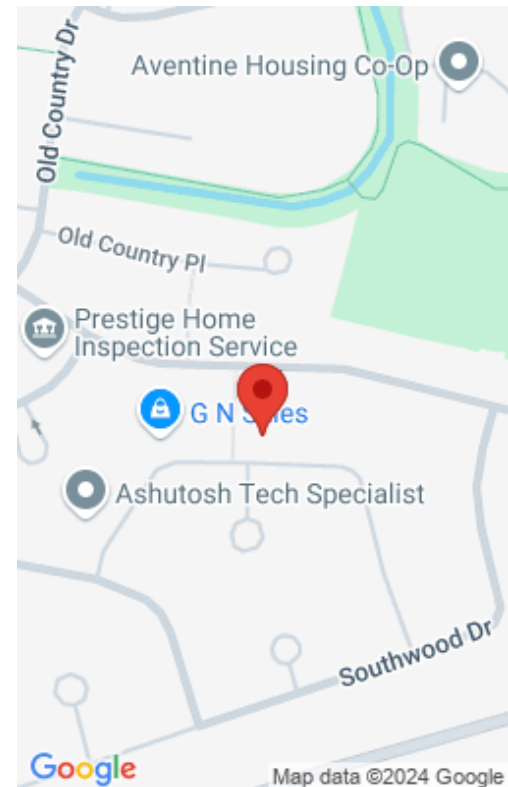 Old Country Dr
Aventine Housing Co-Op
Old Country Pl
Prestige Home
Inspection Service
G N Sales
Ashutosh Tech Specialist
Southwood Dr
Google
Map data ©2024 Google